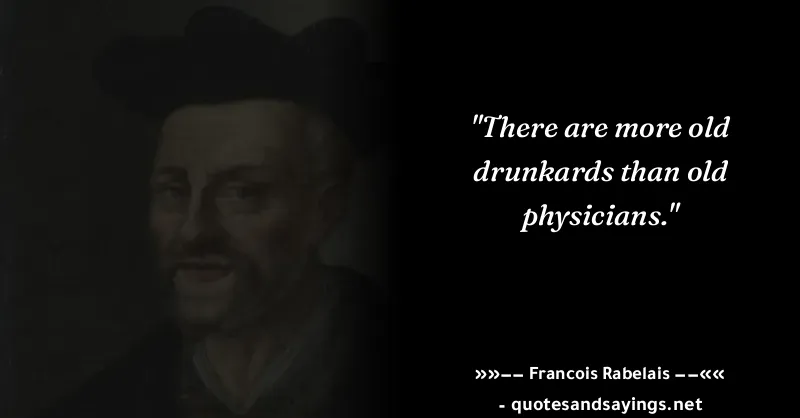 "There are more old
drunkards than old
physicians."
»»−− Francois Rabelais −−««
- quotesandsayings.net